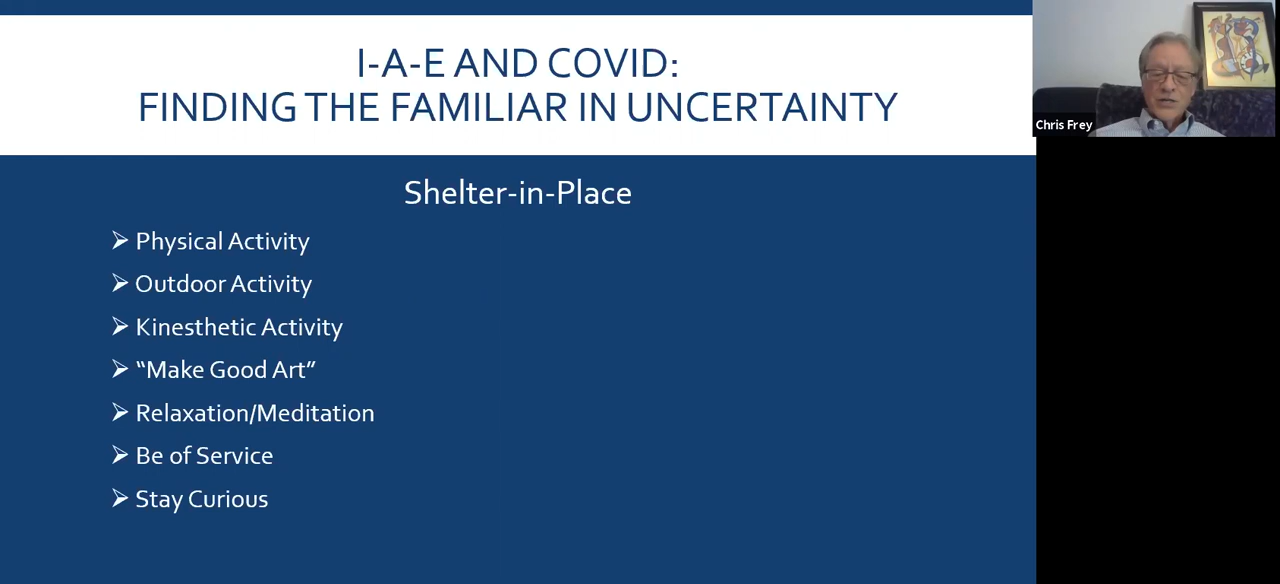 I-A-E AND COVID:
FINDING THE FAMILIAR IN UNCERTAINTY
Chris Frey
Shelter-in-Place
Physical Activity
Outdoor Activity
Kinesthetic Activity
“Make Good Art”
Relaxation/Meditation
Be of Service
Stay Curious